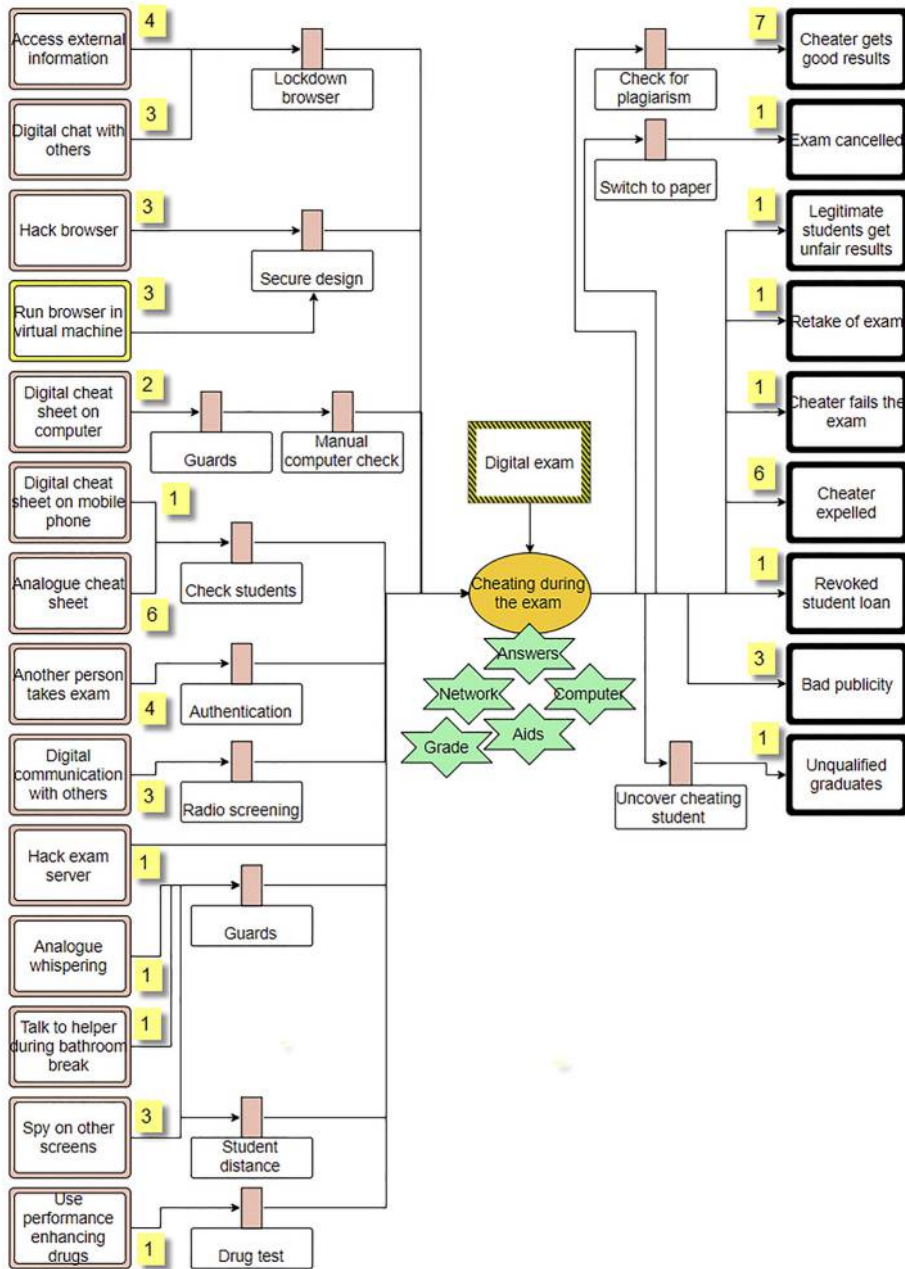 4
Access external
information
Lockdown
browser
3
Digital chat with
others
3
Hack browser
Secure design
3
Run browser in
virtual machine
2
Digital cheat
sheet on
computer
Guards
Manual
computer check
1
Digital cheat
sheet on mobile
phone
Check students
Analogue cheat
sheet
6
Another person
takes exam
4
Authentication
Digital
communication
with others
3
Radio screening
Hack exam
server
1
Guards
Analogue
whispering
1
1
Talk to helper
during bathroom
break
3
Spy on other
screens
Student
distance
Use
performance
enhancing
drugs
1
Drug test
Digital exam
Cheating during
the exam
Answers
Network
Computer
Grade
Aids
7
Check for
plagiarism
Cheater gets
good results
1
Switch to paper
Exam cancelled
1
Legitimate
students get
unfair results
1
Retake of exam
1
Cheater fails the
exam
6
Cheater
expelled
1
Revoked
student loan
3
Bad publicity
1
Uncover cheating
student
Unqualified
graduates